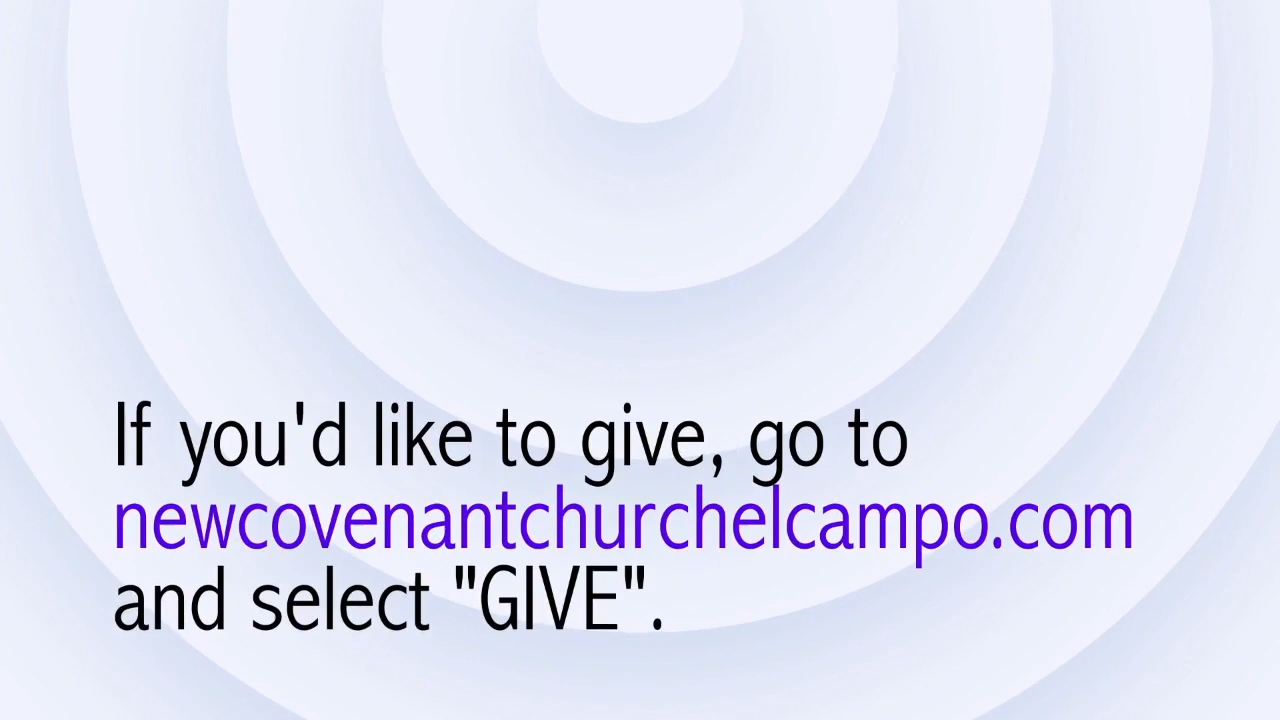 If you'd like to give, go to
newcovenantchurchelcampo.com
and select "GIVE".